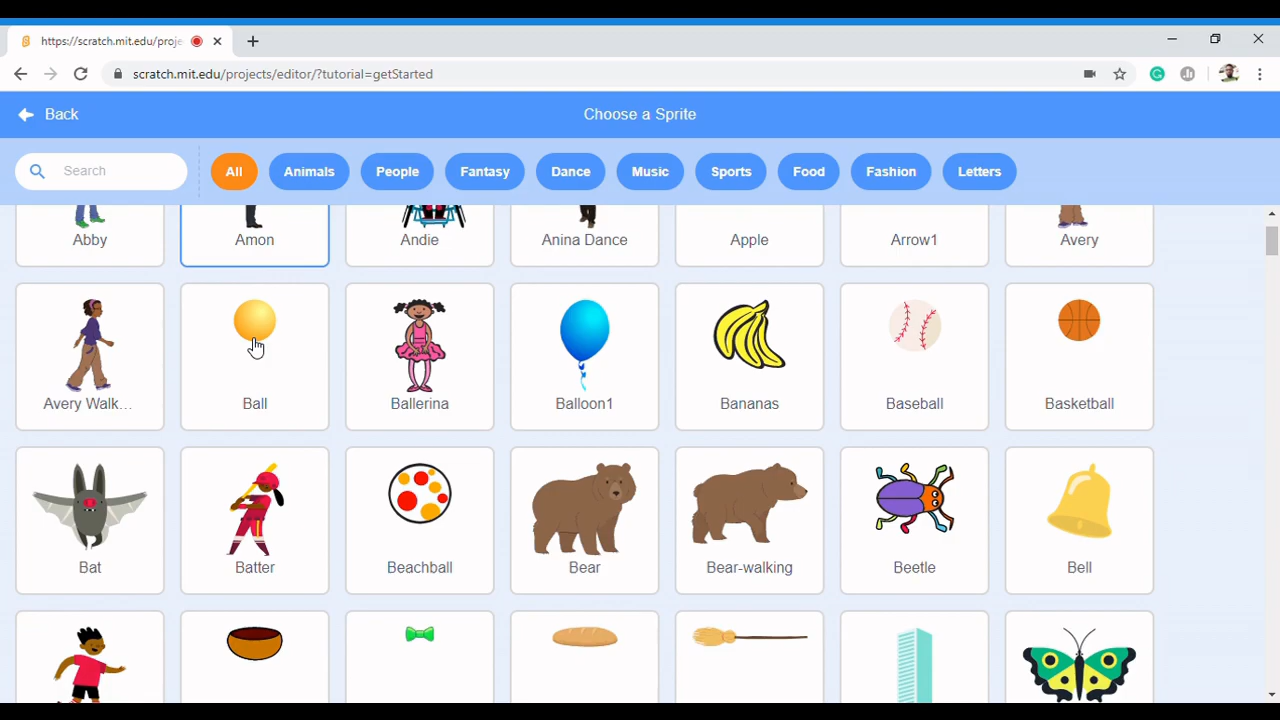 https://scratch.mit.edu/proje
scratch.mit.edu/projects/editor/?tutorial=getStarted
Back
Choose a Sprite
Search
All
Animals
People
Fantasy
Dance
Music
Sports
Food
Fashion
Letters
Abby
Amon
Andie
Anina Dance
Apple
Arrow1
Avery
Avery Walk...
Ball
Ballerina
Balloon1
Bananas
Baseball
Basketball
Bat
Batter
Beachball
Bear
Bear-walking
Beetle
Bell